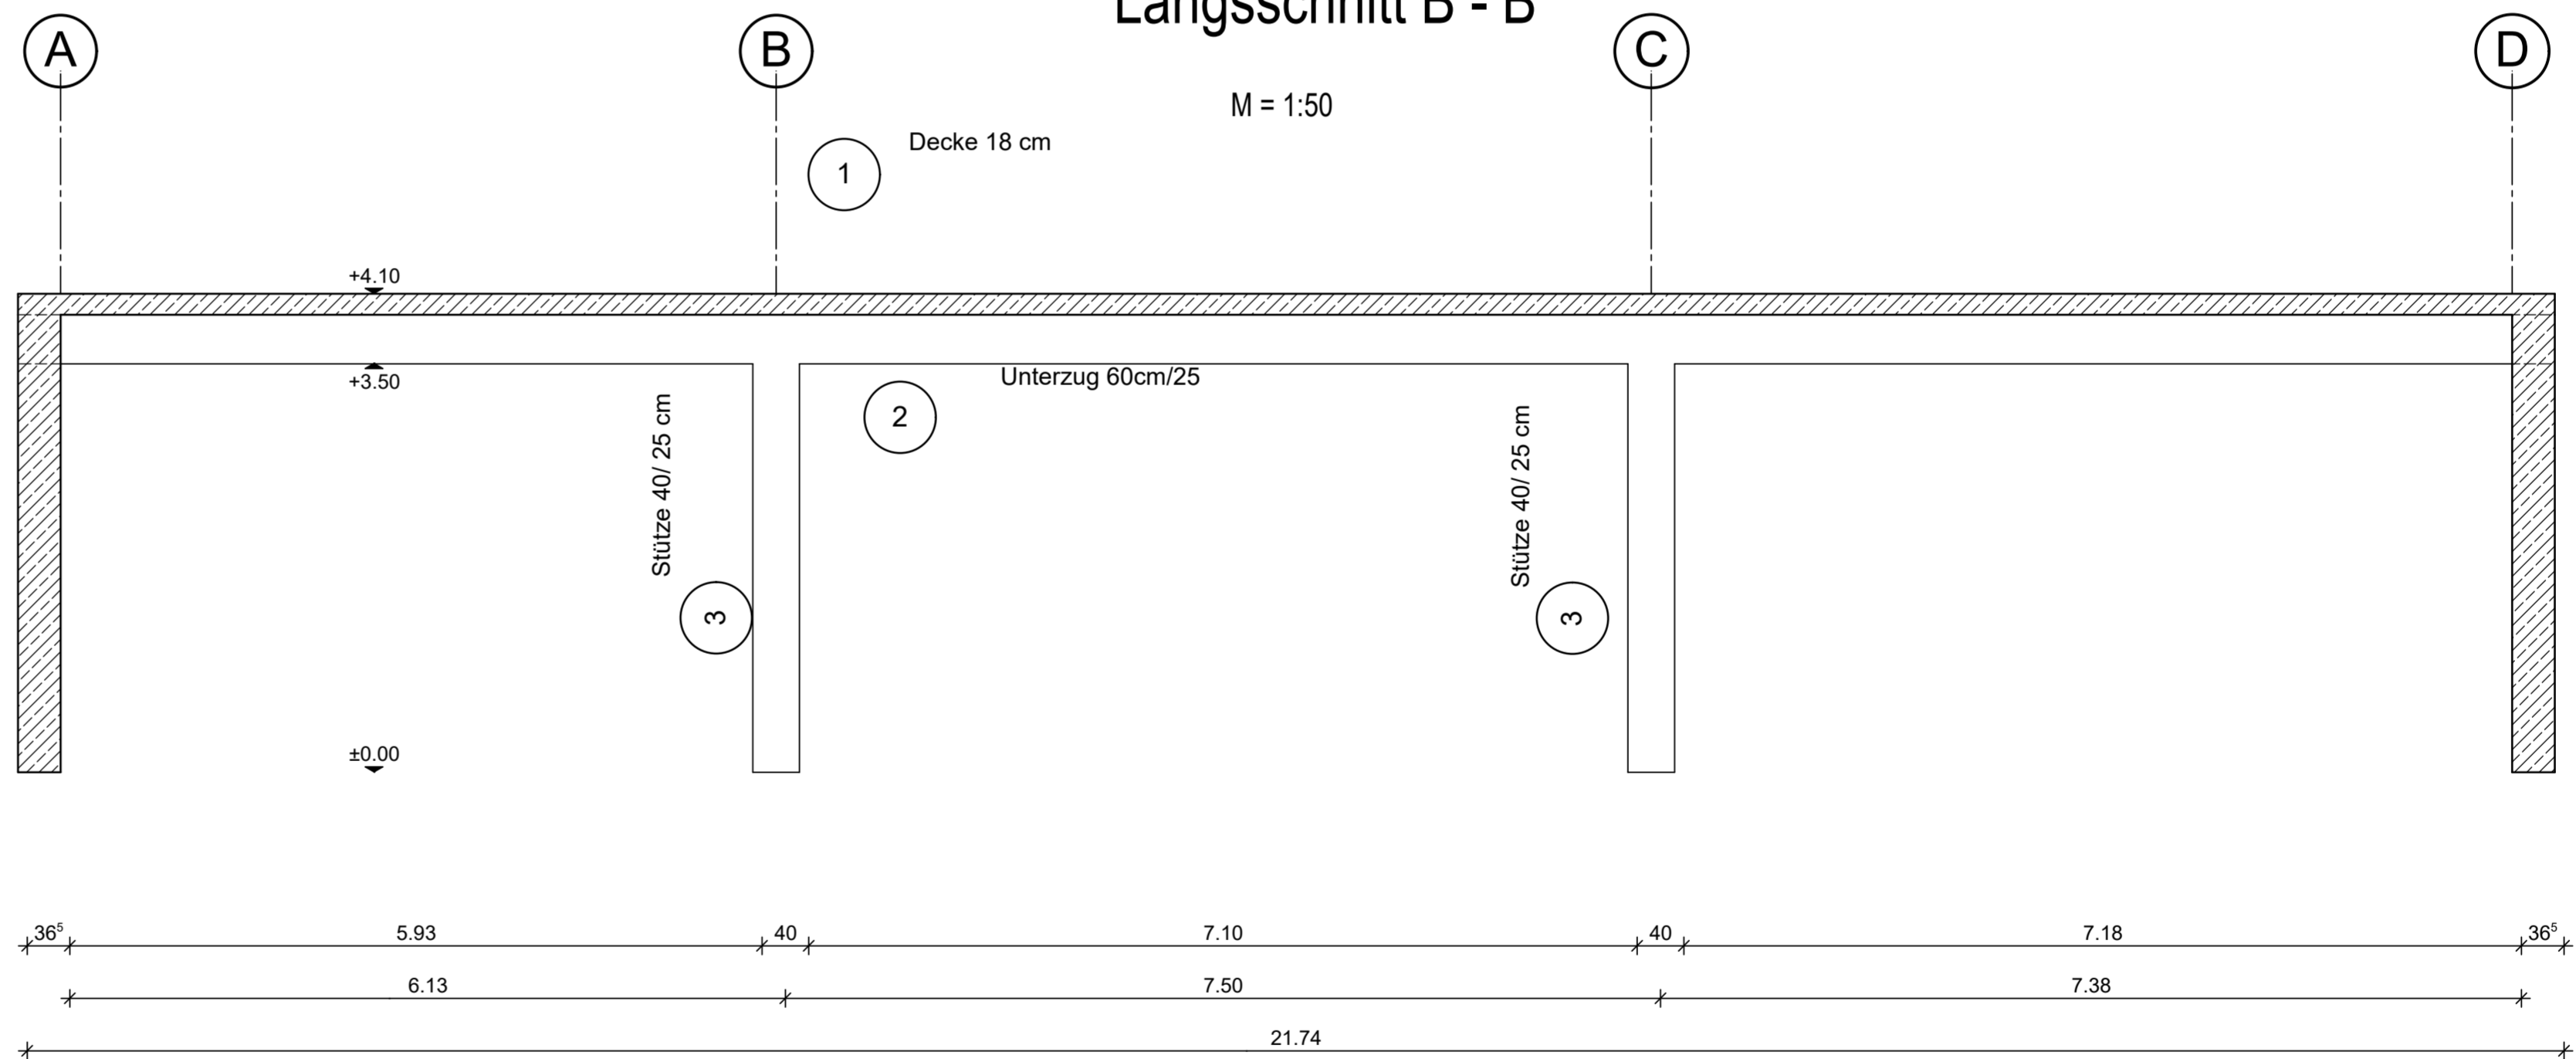 Längsschnitt B - B
A
B
C
D
M = 1:50
Decke 18 cm
1
+4.10
+3.50
Unterzug 60cm/25
2
Stütze 40/ 25 cm
3
Stütze 40/ 25 cm
3
±0.00
36⁵ 5.93 40 7.10 40 7.18 36⁵
6.13 7.50 7.38
21.74